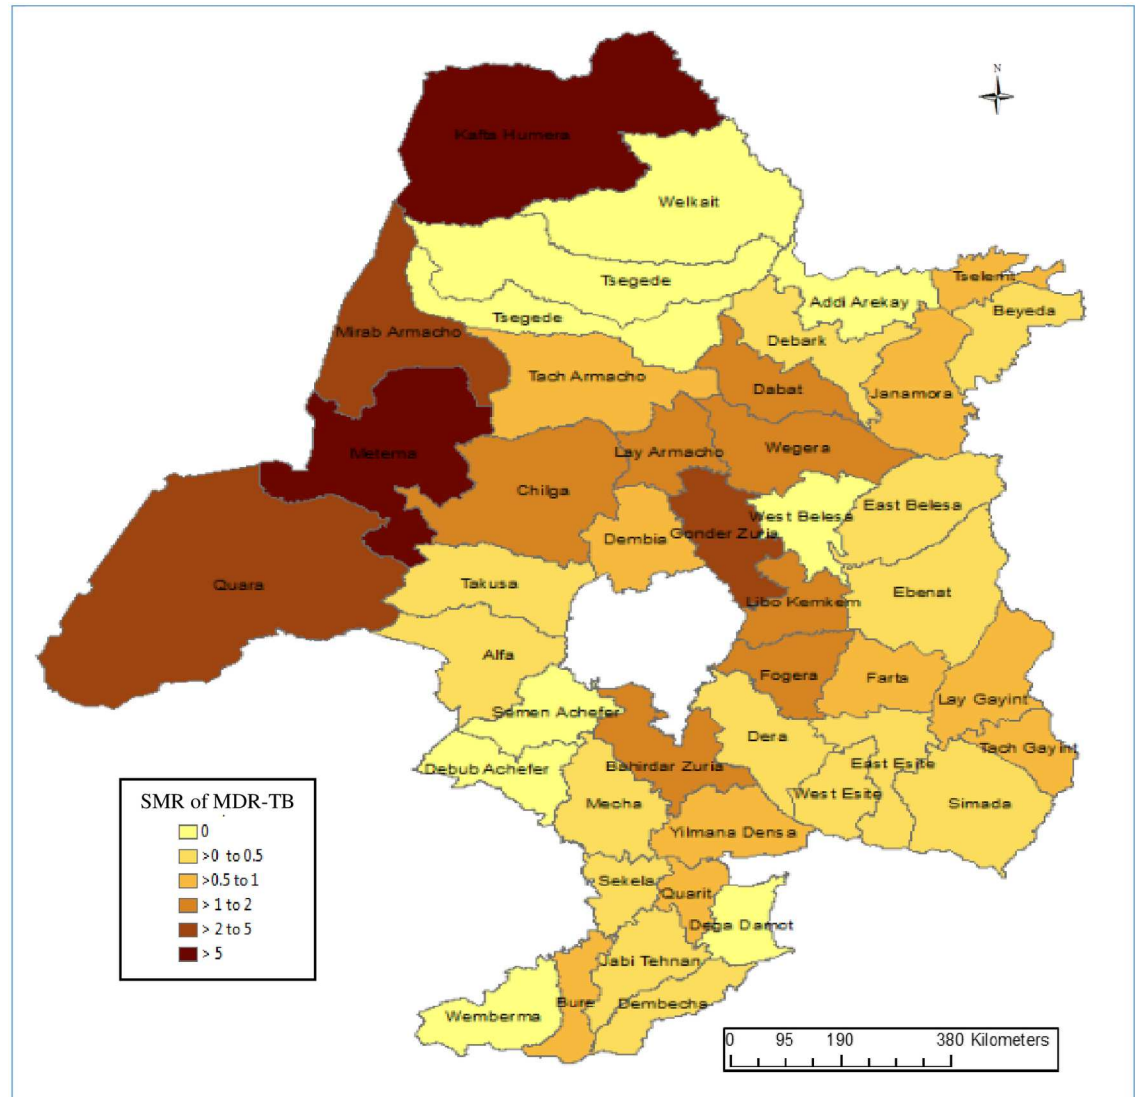 N
Kafta Humera
Welkait
Tsegede
Tselemt
Addi Arekay
Beyeda
Tsegede
Mirab Armacho
Debark
Tach Armacho
Dabat
Janamora
Metema
Lay Armacho
Wegera
Chilga
East Belesa
West Belesa
Gonder Zuria
Dembia
Quara
Takusa
Ebenat
Libo Kemkem
Alfa
Fogera
Farta
Lay Gayint
Semen Achefer
Dera
Tach Gayint
Debub Achefer
Bahirdar Zuria
East Esite
West Esite
Mecha
Simada
Yilmana Densa
Sekela
Quarit
Dega Damot
Jabi Tehnan
Bure
Dembecha
Wemberma
SMR of MDR-TB
0
>0 to 0.5
>0.5 to 1
> 1 to 2
> 2 to 5
> 5
0 95 190 380 Kilometers